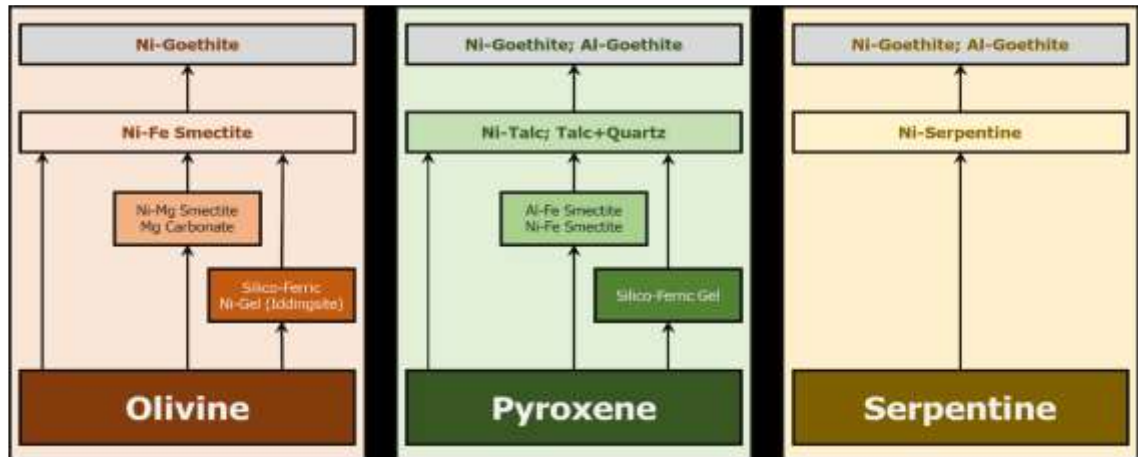 Ni-Goethite
Ni-Fe Smectite
Ni-Mg Smectite
Mg Carbonate
Silico-Ferric
Ni-Gel (Iddingsite)
Olivine
Ni-Goethite; Al-Goethite
Ni-Talc; Talc+Quartz
Al-Fe Smectite
Ni-Fe Smectite
Silico-Ferric Gel
Pyroxene
Ni-Goethite; Al-Goethite
Ni-Serpentine
Serpentine